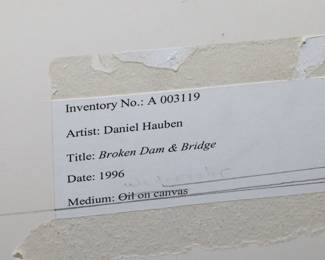 Inventory No.: A 003119
Artist: Daniel Hauben
Title: Broken Dam & Bridge
Date: 1996
Medium: Oil on canvas